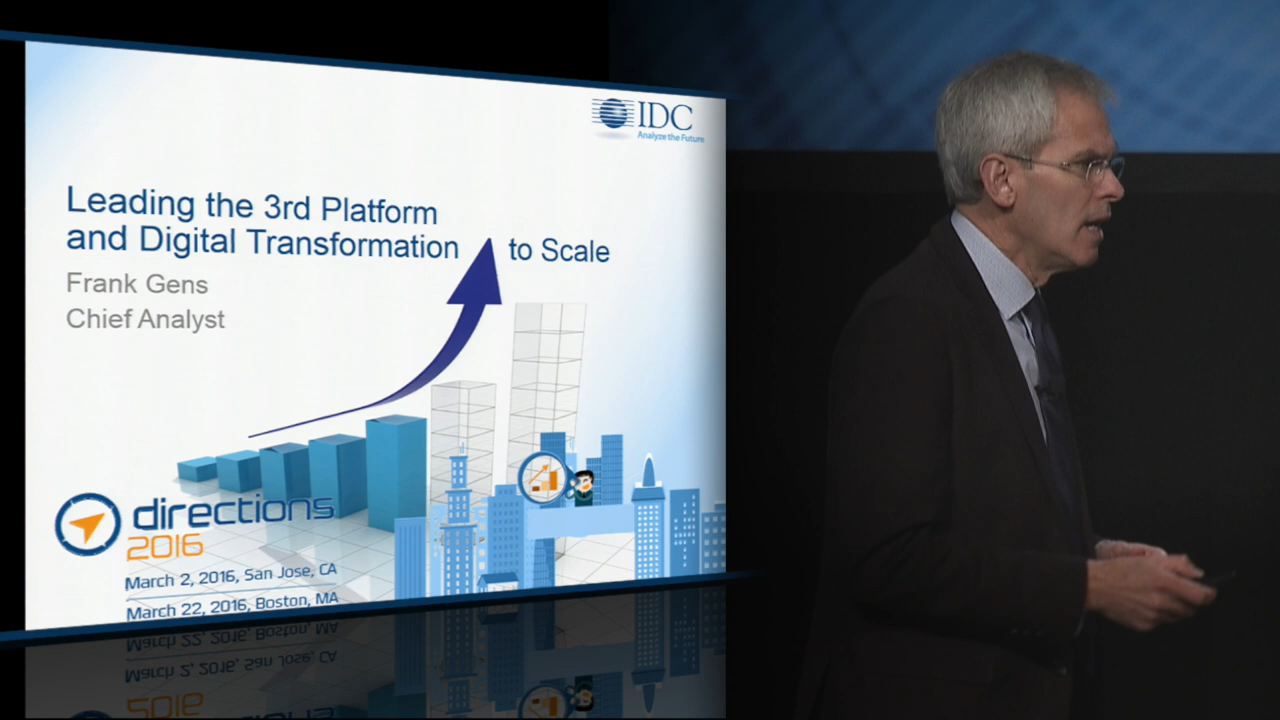 IDC
Analyze the Future
Leading the 3rd Platform
and Digital Transformation to Scale
Frank Gens
Chief Analyst
directions
2016
March 2, 2016, San Jose, CA
March 22, 2016, Boston, MA